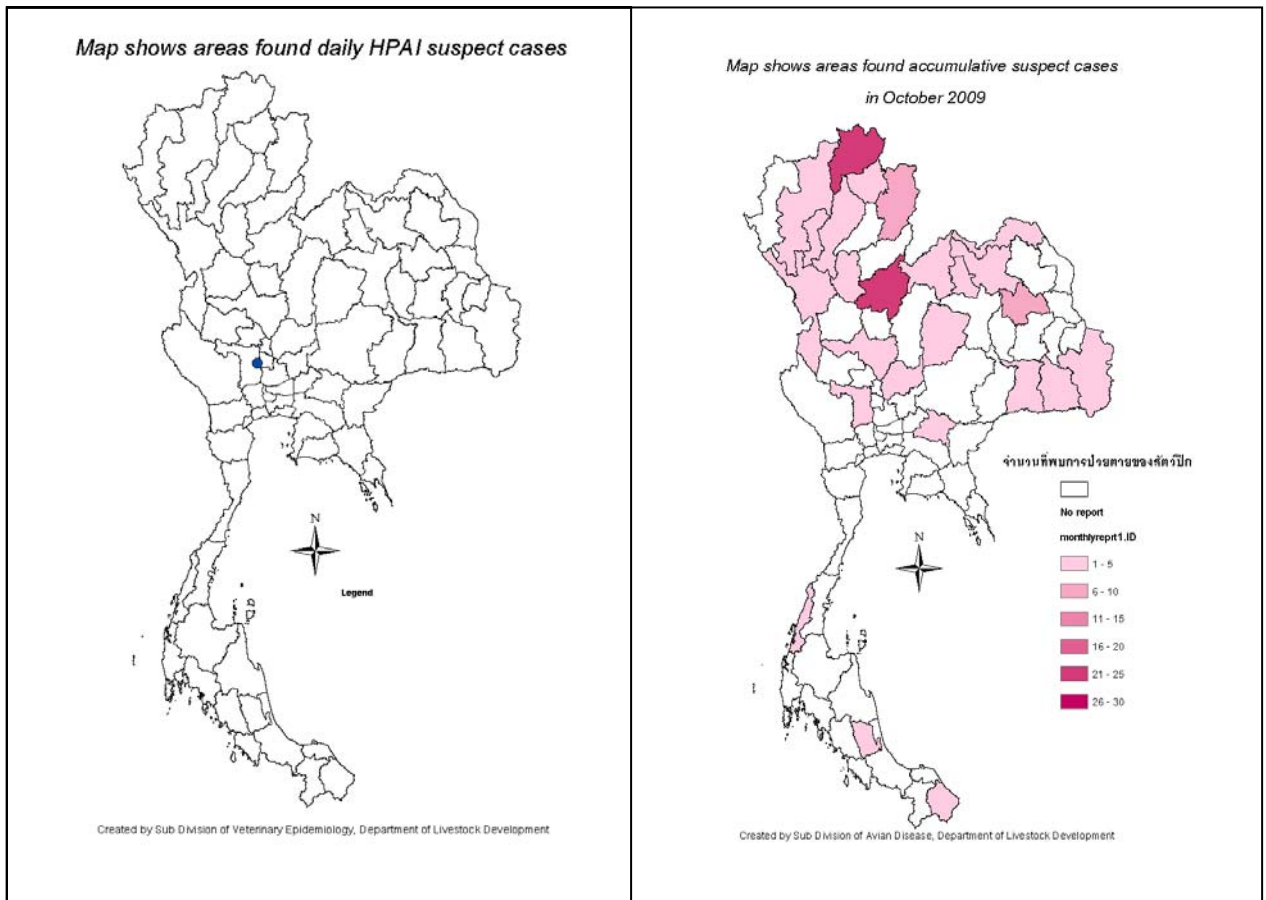 Map shows areas found daily HPAI suspect cases
N
Legend
Created by Sub Division of Veterinary Epidemiology, Department of Livestock Development
Map shows areas found accumulative suspect cases
in October 2009
จำนวนที่พบการป่วยตายของสัตว์ปีก
No report
monthlyreprt1.ID
N
1 - 5
6 - 10
11 - 15
16 - 20
21 - 25
26 - 30
Created by Sub Division of Avian Disease, Department of Livestock Development